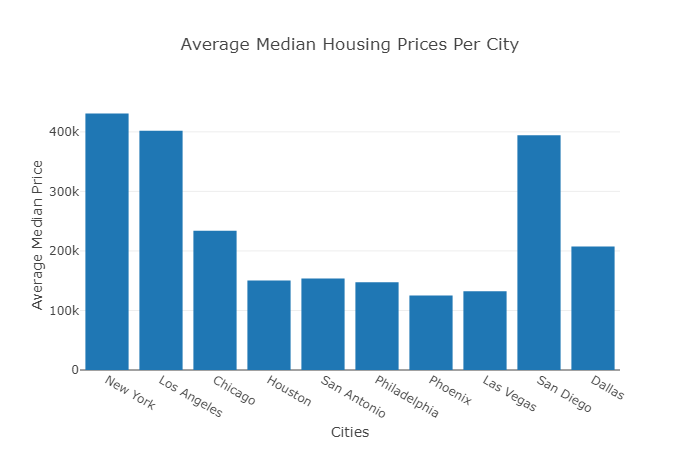 Average Median Housing Prices Per City
Average Median Price
400k
300k
200k
100k
0
New York
Los Angeles
Chicago
Houston
San Antonio
Philadelphia
Phoenix
Las Vegas
San Diego
Dallas
Cities